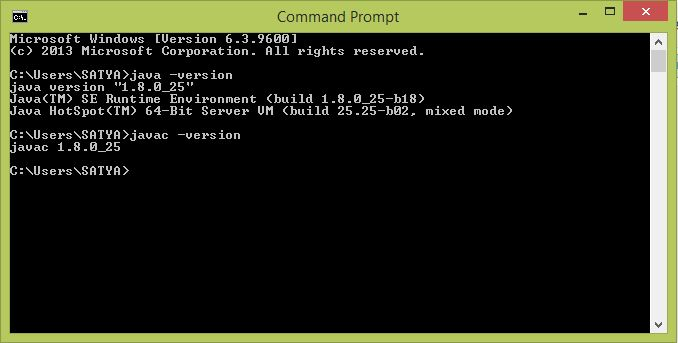 Command Prompt
Microsoft Windows [Version 6.3.9600]
(c) 2013 Microsoft Corporation. All rights reserved.
C:\Users\SATYA>java -version
java version "1.8.0_25"
Java(TM) SE Runtime Environment (build 1.8.0_25-b18)
Java HotSpot(TM) 64-Bit Server VM (build 25.25-b02, mixed mode)
C:\Users\SATYA>javac -version
javac 1.8.0_25
C:\Users\SATYA>